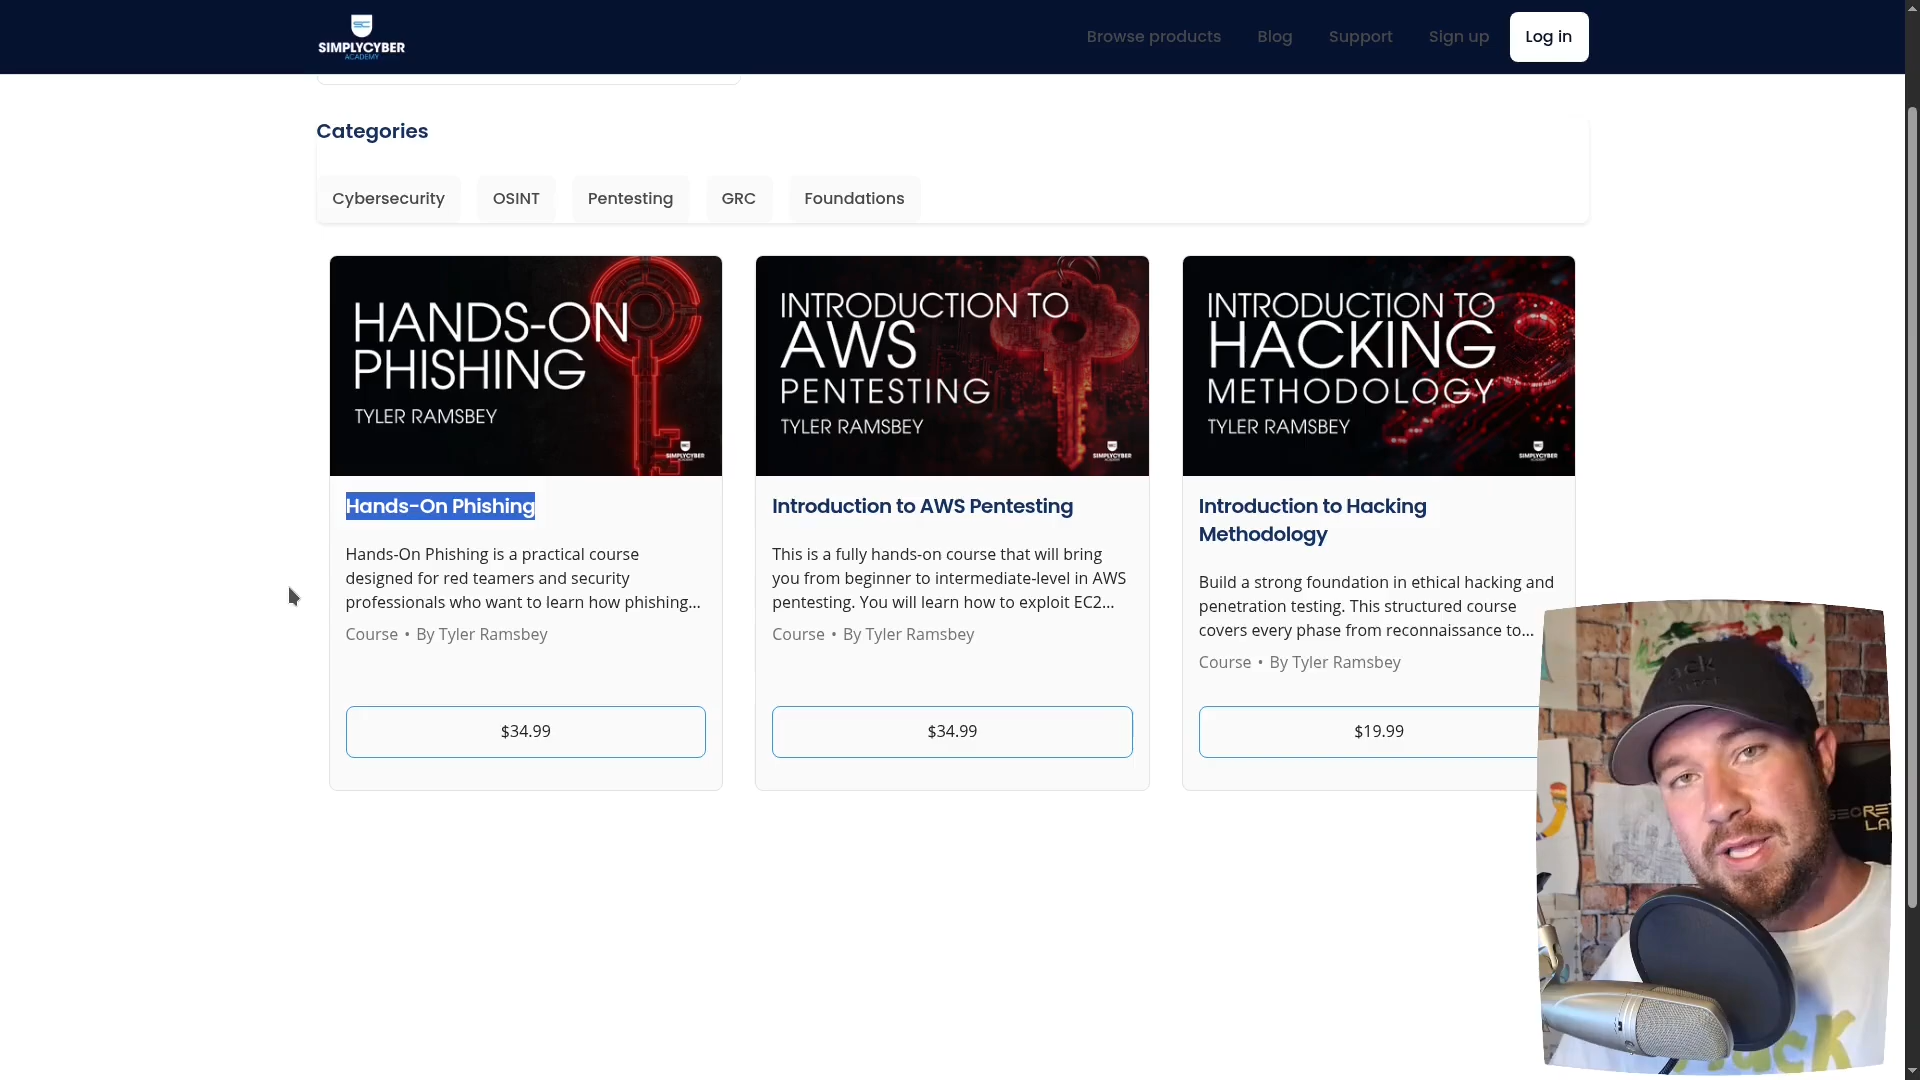 SIMPLYCYBER
ACADEMY
Browse products
Blog
Support
Sign up
Log in
Categories
Cybersecurity
OSINT
Pentesting
GRC
Foundations
HANDS-ON
PHISHING
TYLER RAMSBEY
SIMPLYCYBER
INTRODUCTION TO
AWS
PENTESTING
TYLER RAMSBEY
SIMPLYCYBER
INTRODUCTION TO
HACKING
METHODOLOGY
TYLER RAMSBEY
SIMPLYCYBER
Hands-On Phishing
Hands-On Phishing is a practical course
designed for red teamers and security
professionals who want to learn how phishing...
Course • By Tyler Ramsbey
$34.99
Introduction to AWS Pentesting
This is a fully hands-on course that will bring
you from beginner to intermediate-level in AWS
pentesting. You will learn how to exploit EC2...
Course • By Tyler Ramsbey
$34.99
Introduction to Hacking
Methodology
Build a strong foundation in ethical hacking and
penetration testing. This structured course
covers every phase from reconnaissance to...
Course • By Tyler Ramsbey
$19.99